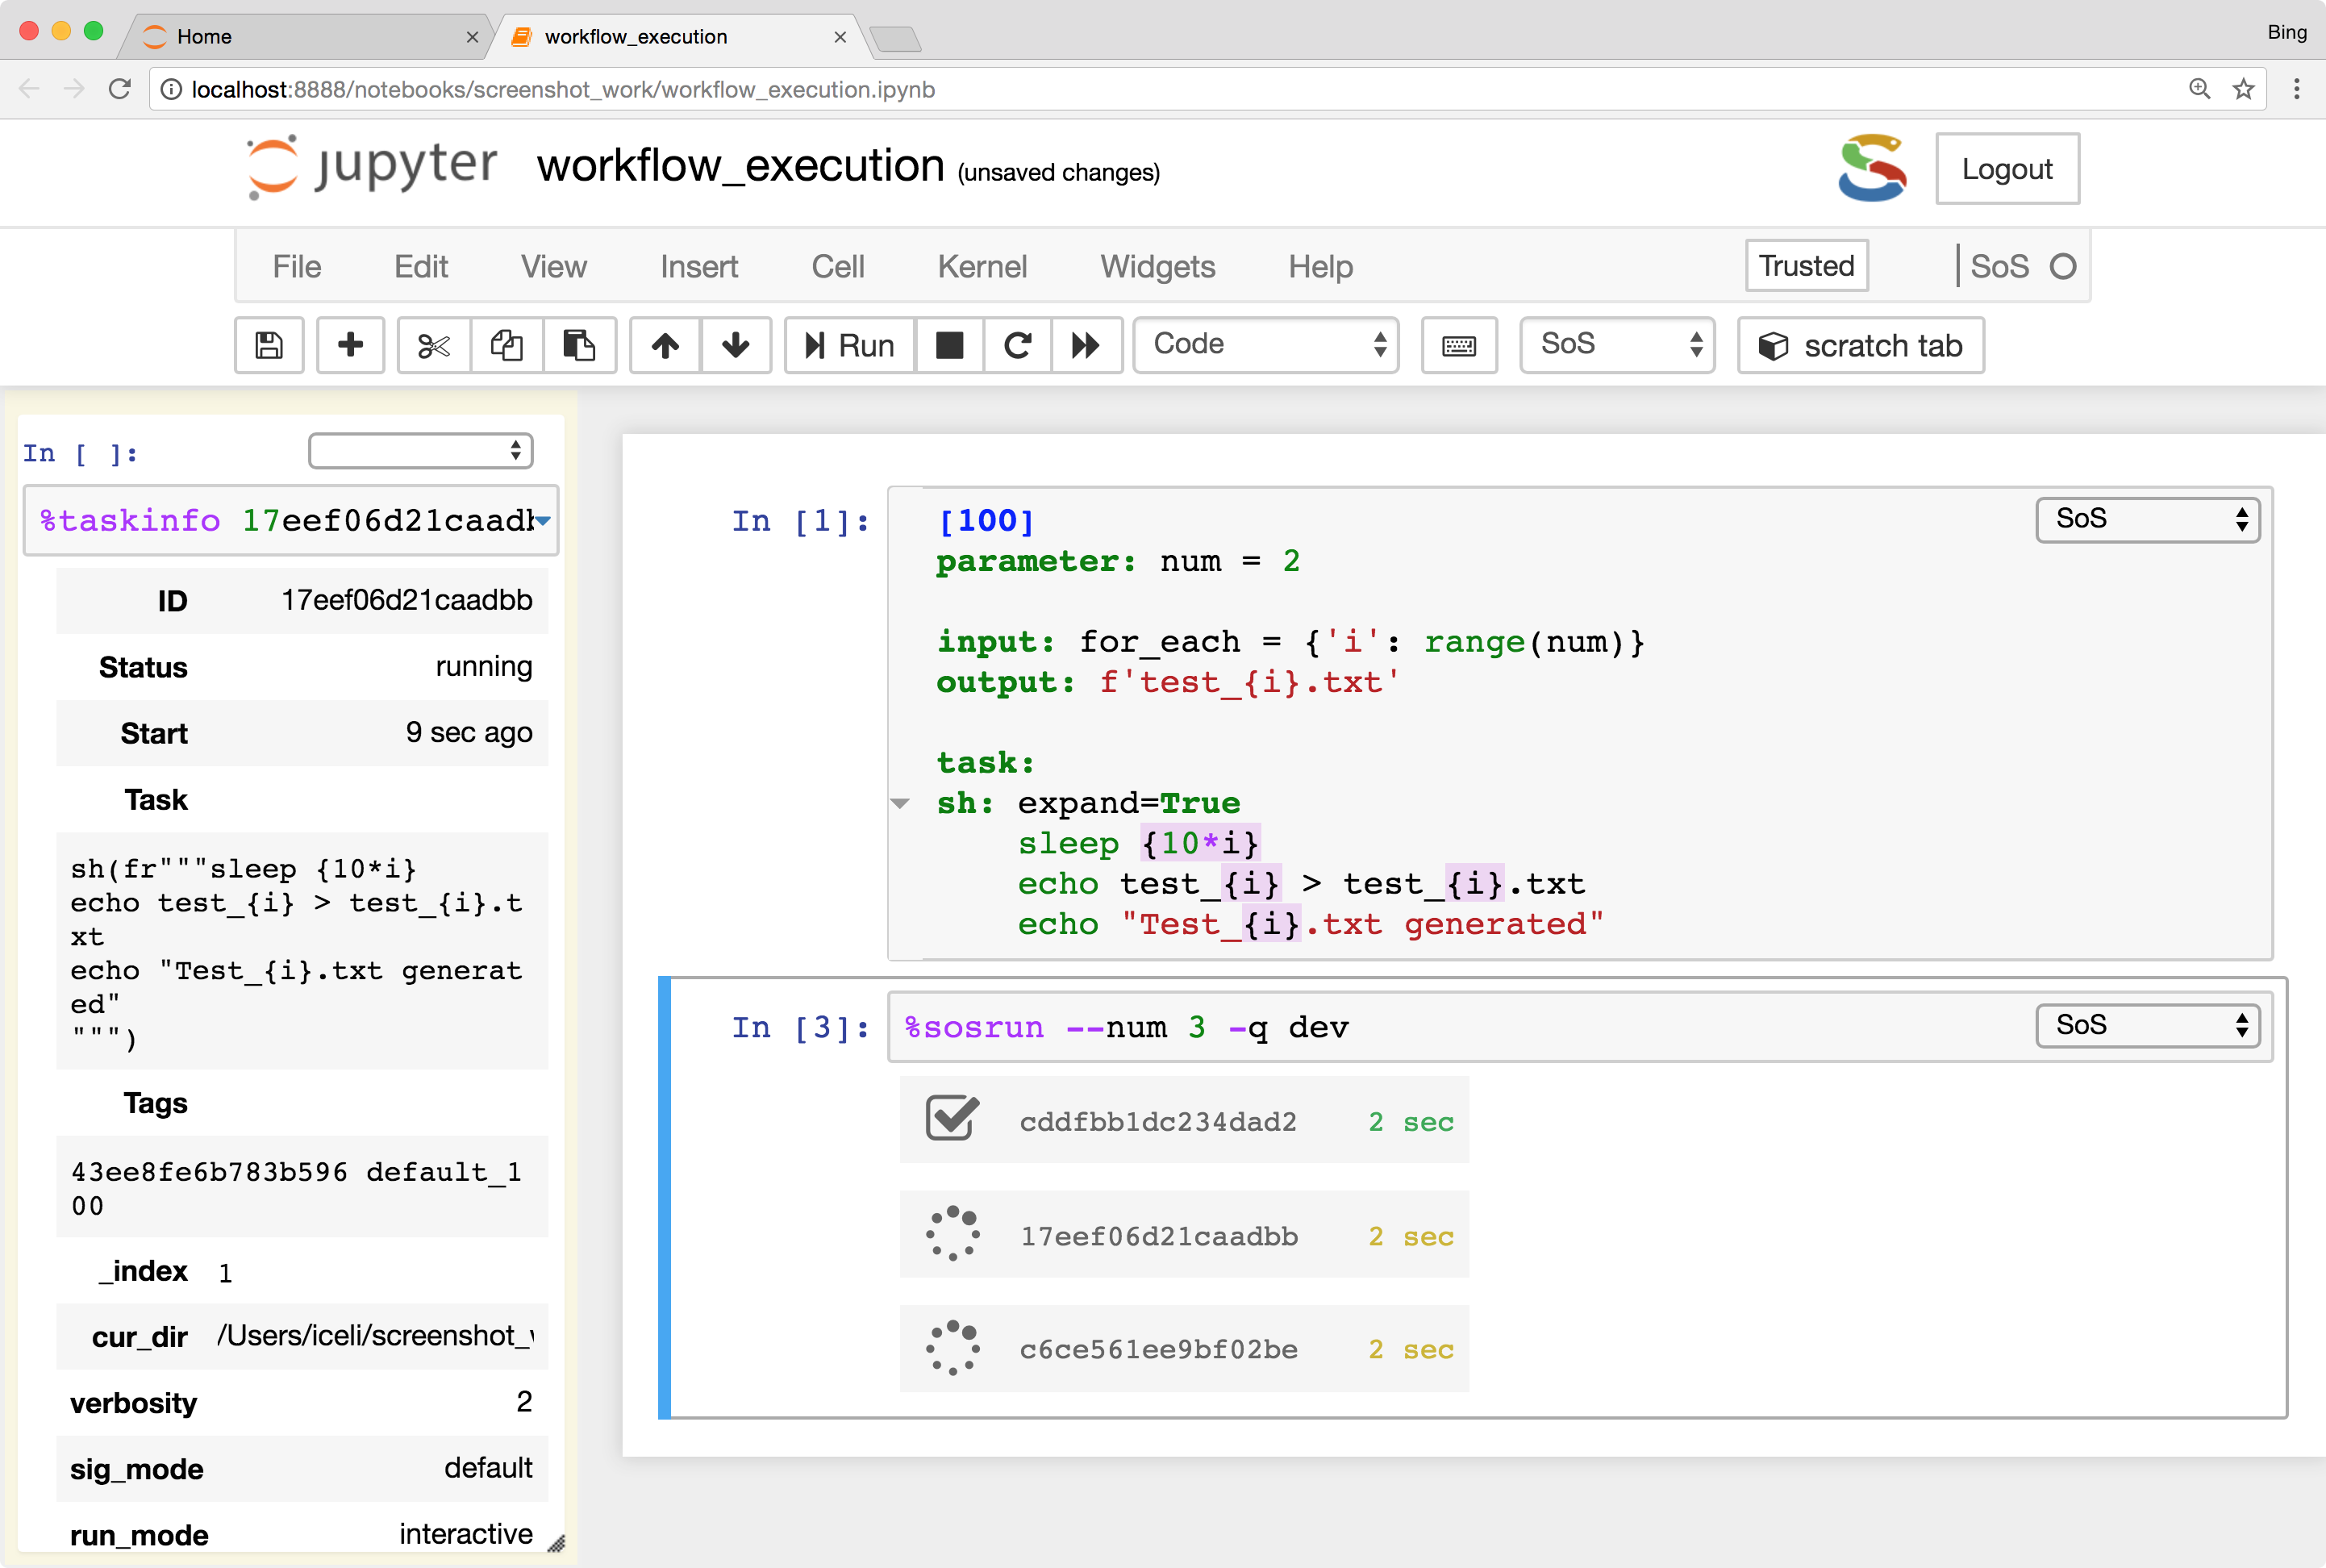 Home
workflow_execution
Bing
localhost:8888/notebooks/screenshot_work/workflow_execution.ipynb
jupyter workflow_execution (unsaved changes)
Logout
File Edit View Insert Cell Kernel Widgets Help Trusted SoS
Run Code SoS scratch tab
In [ ]:
%taskinfo 17eef06d21caadb
ID 17eef06d21caadbb
Status running
Start 9 sec ago
Task
sh(fr"""sleep {10*i}
echo test_{i} > test_{i}.t
xt
echo "Test_{i}.txt generat
ed"
""")
Tags
43ee8fe6b783b596 default_1
00
_index 1
cur_dir /Users/iceli/screenshot_
verbosity 2
sig_mode default
run_mode interactive
In [1]:
[100]
SoS
parameter: num = 2
input: for_each = {'i': range(num)}
output: f'test_{i}.txt'
task:
sh: expand=True
sleep {10*i}
echo test_{i} > test_{i}.txt
echo "Test_{i}.txt generated"
In [3]:
%sosrun --num 3 -q dev
SoS
cddfbb1dc234dad2 2 sec
17eef06d21caadbb 2 sec
c6ce561ee9bf02be 2 sec